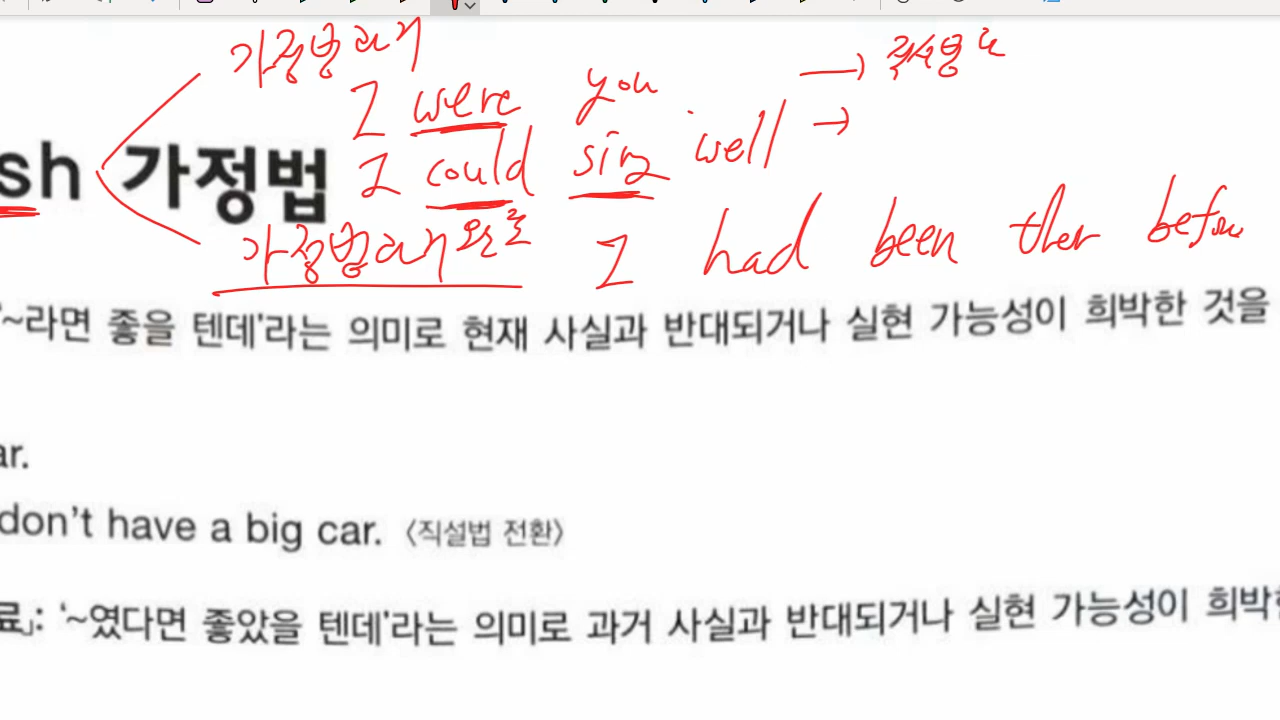 가정법 과거
I were you → 직설법
I could sing well →
sh 가정법
가정법 과거 완료 I had been ther before
'~라면 좋을 텐데'라는 의미로 현재 사실과 반대되거나 실현 가능성이 희박한 것을
ar.
don't have a big car. 〈직설법 전환〉
료」: '~였다면 좋았을 텐데'라는 의미로 과거 사실과 반대되거나 실현 가능성이 희박한